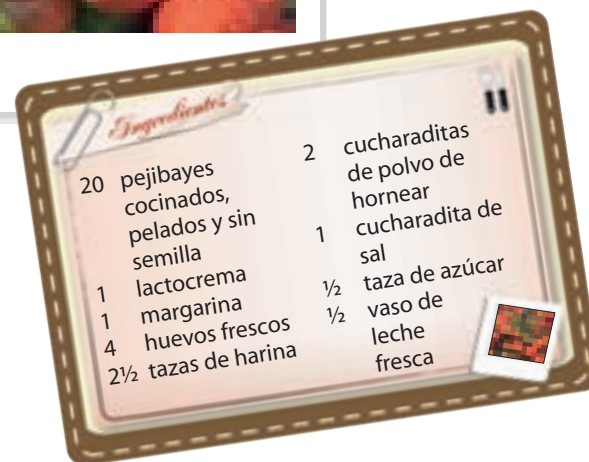 Ingredientes
20 pejibayes
cocinados,
pelados y sin
semilla
1 lactocrema
1 margarina
4 huevos frescos
2½ tazas de harina
2 cucharaditas
de polvo de
hornear
1 cucharadita de
sal
½ taza de azúcar
½ vaso de
leche
fresca